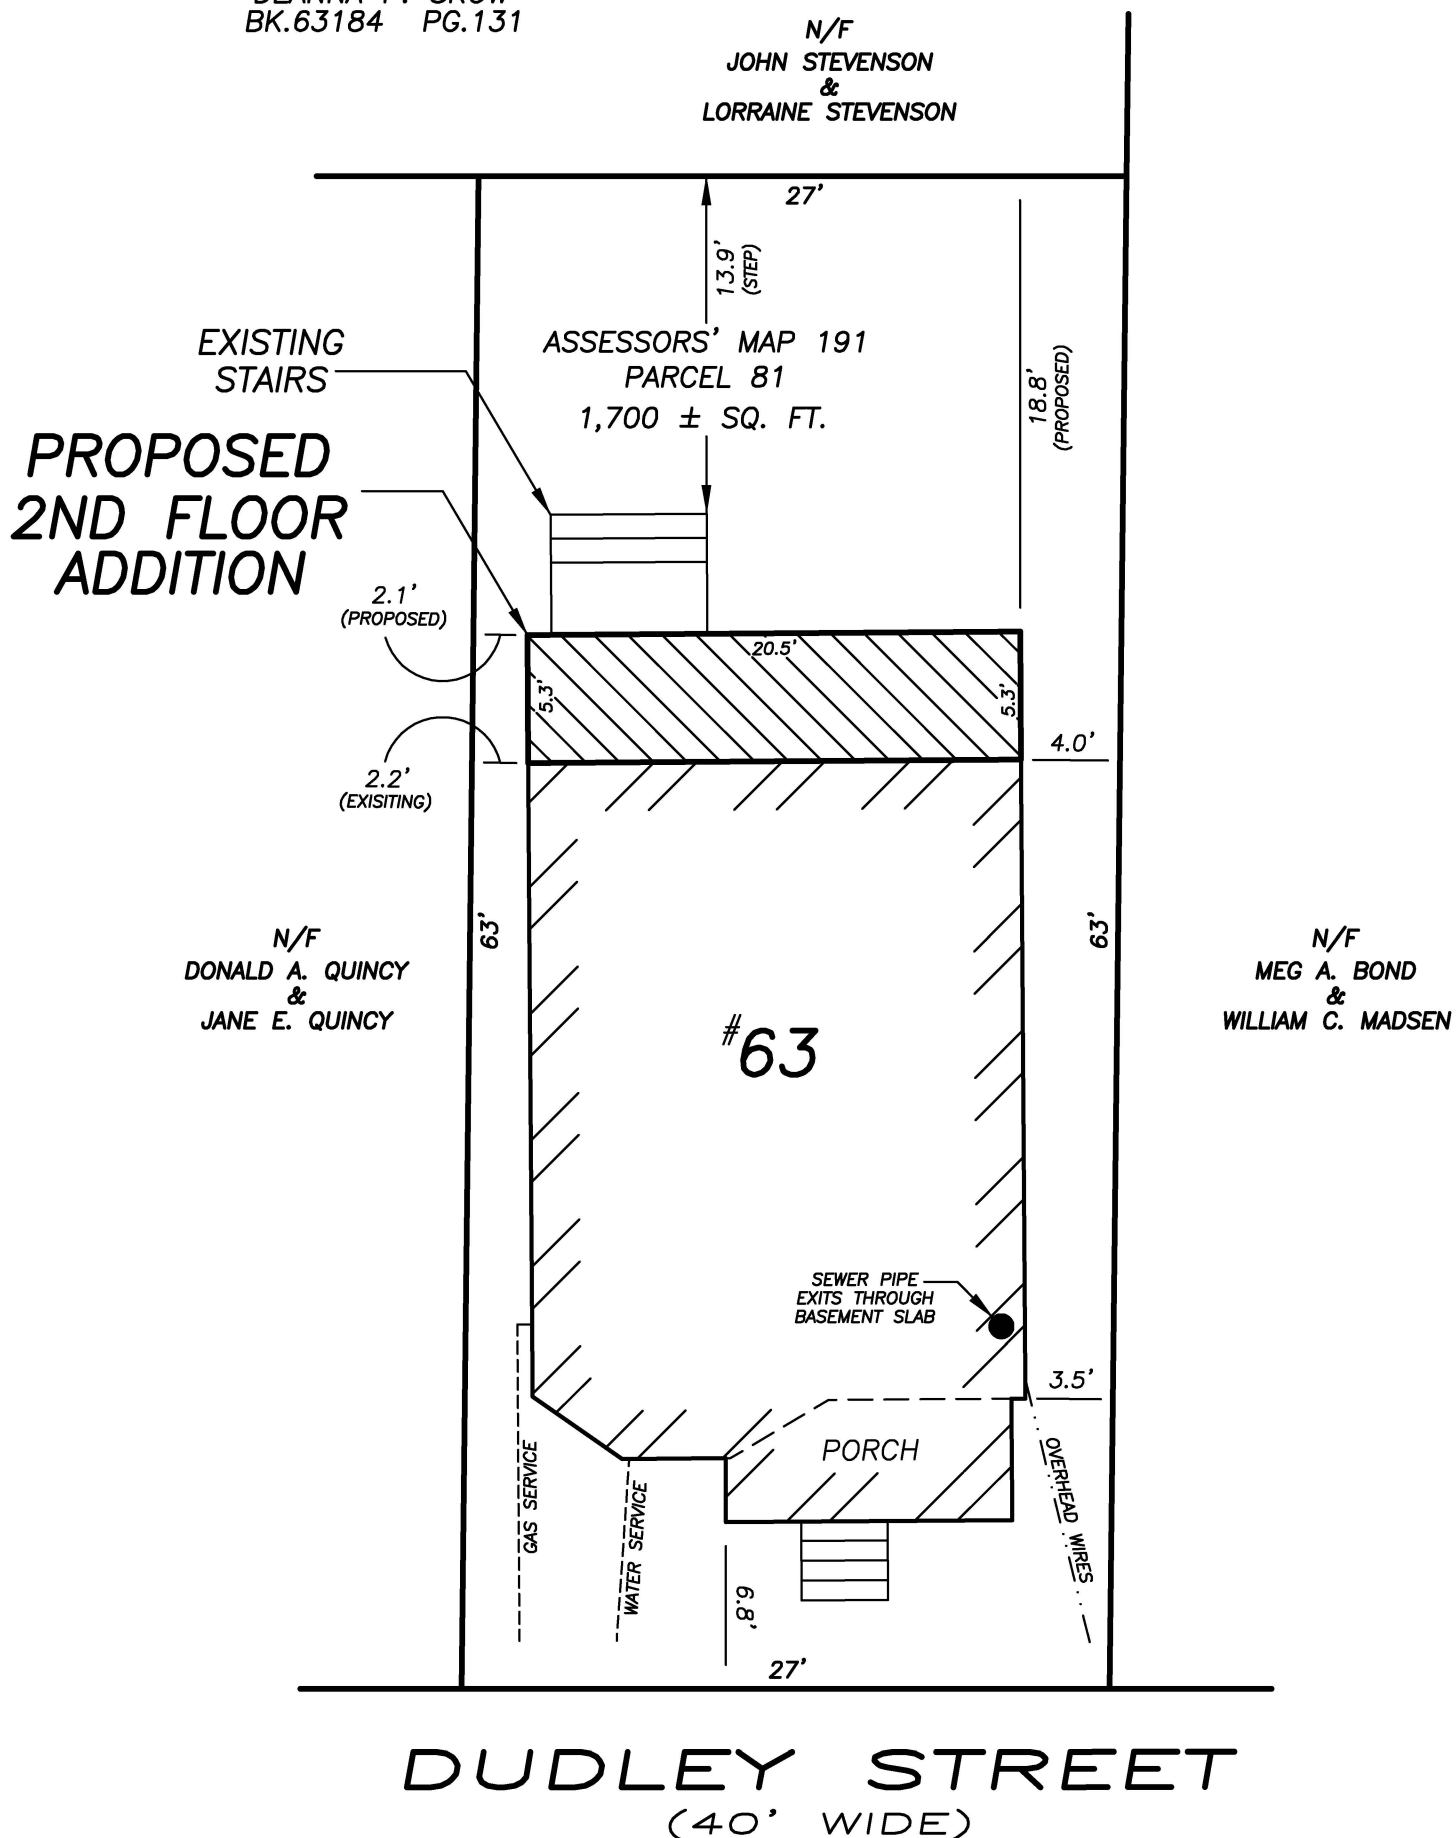 BK.63184 PG.131
N/F
JOHN STEVENSON
&
LORRAINE STEVENSON
27'
13.9'
(STEP)
EXISTING
STAIRS
ASSESSORS' MAP 191
PARCEL 81
1,700 ± SQ. FT.
18.8'
(PROPOSED)
PROPOSED
2ND FLOOR
ADDITION
2.1'
(PROPOSED)
20.5'
5.3'
5.3'
4.0'
2.2'
(EXISITING)
63'
63'
N/F
DONALD A. QUINCY
&
JANE E. QUINCY
N/F
MEG A. BOND
&
WILLIAM C. MADSEN
#63
SEWER PIPE
EXITS THROUGH
BASEMENT SLAB
3.5'
PORCH
GAS SERVICE
WATER SERVICE
OVERHEAD WIRES
9.8'
27'
DUDLEY STREET
(40' WIDE)